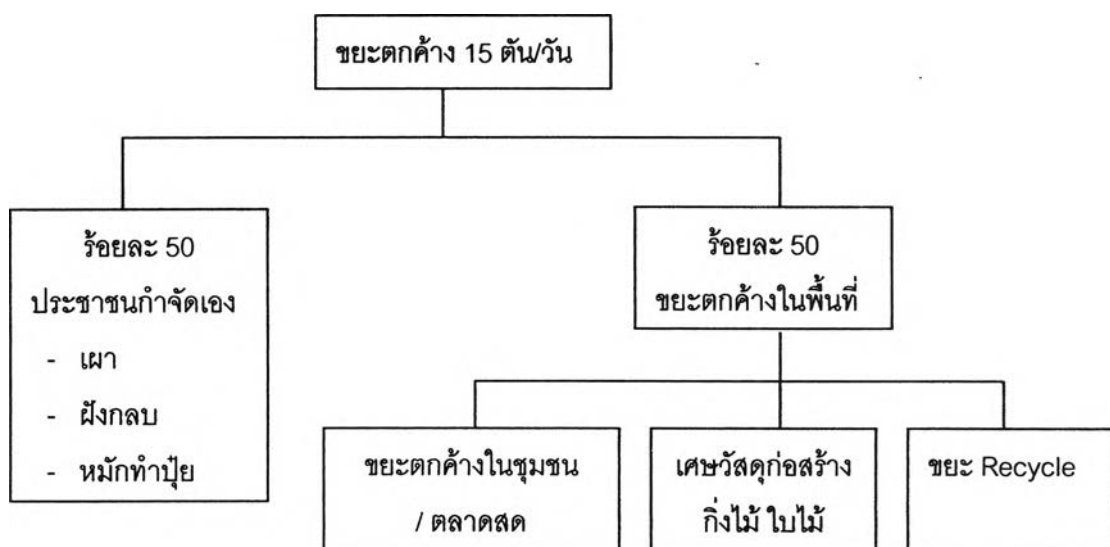 ขยะตกค้าง 15 ตัน/วัน
ร้อยละ 50
ประชาชนกำจัดเอง
- เผา
- ฝังกลบ
- หมักทำปุ๋ย
ร้อยละ 50
ขยะตกค้างในพื้นที่
ขยะตกค้างในชุมชน
/ ตลาดสด
เศษวัสดุก่อสร้าง
กิ่งไม้ ใบไม้
ขยะ Recycle